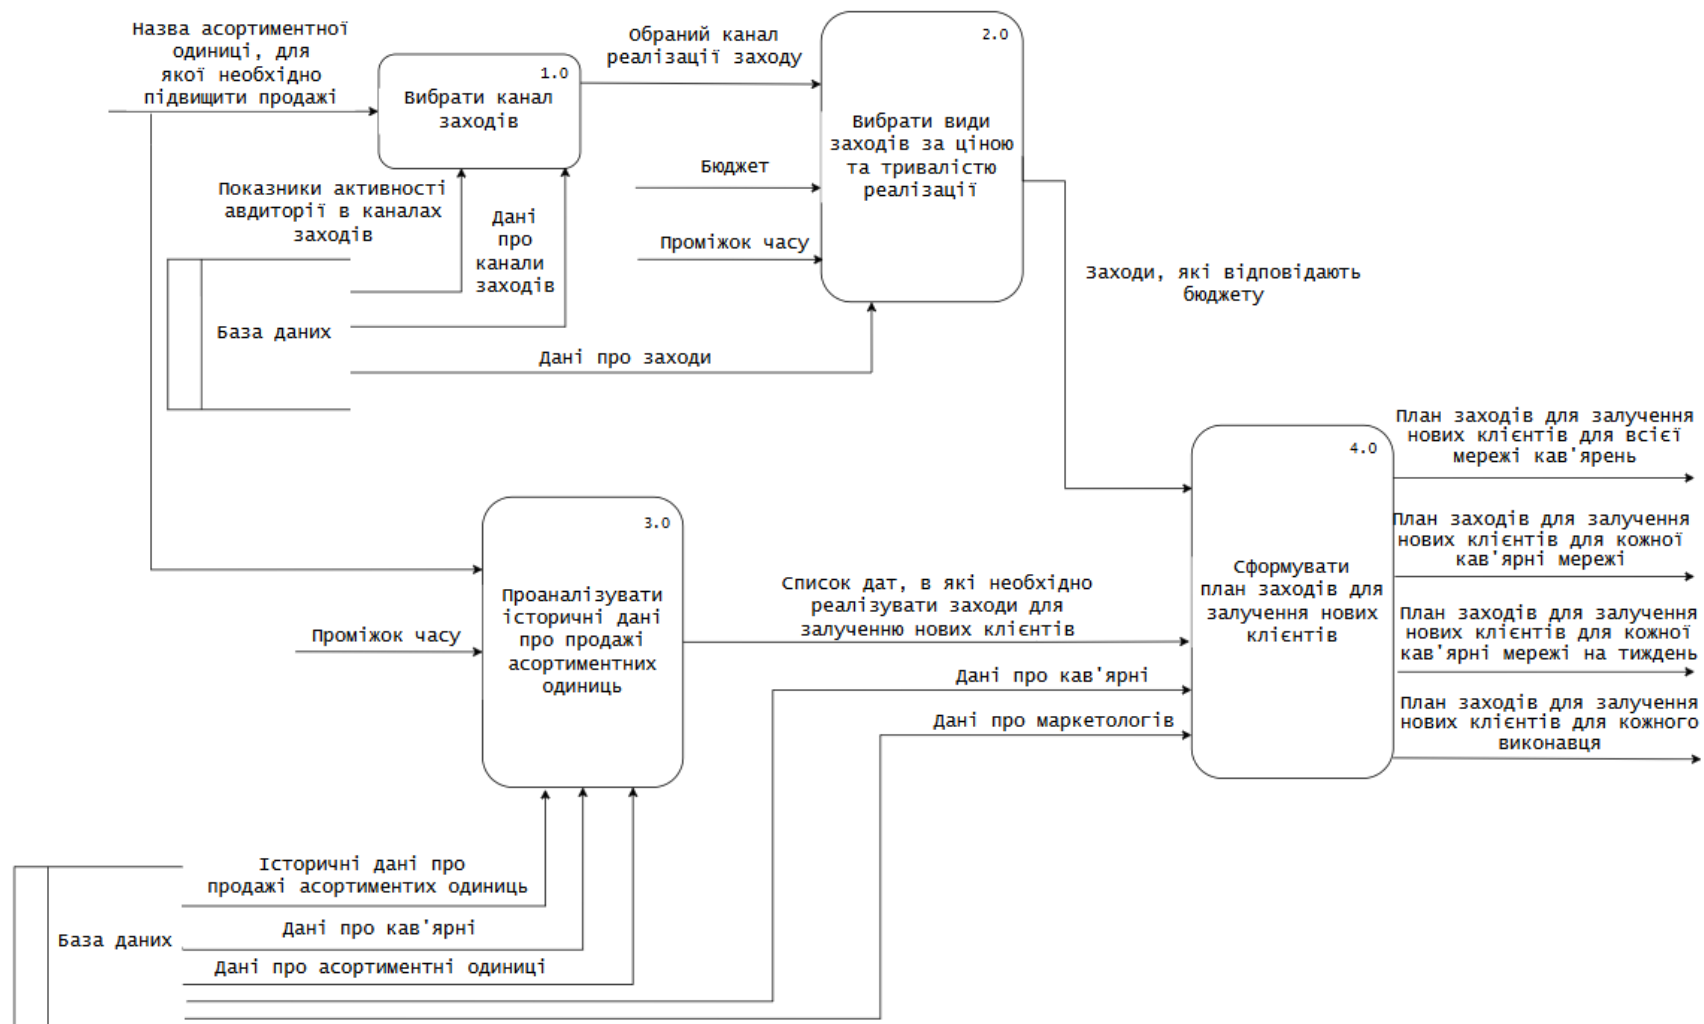 Назва асортиментної
одиниці, для
якої необхідно
підвищити продажі
1.0
Вибрати канал
заходів
Обраний канал
реалізації заходу
2.0
Вибрати види
заходів за ціною
та тривалістю
реалізації
Бюджет
Проміжок часу
Показники активності
авдиторії в каналах
заходів
Дані
про
канали
заходів
База даних
Дані про заходи
Заходи, які відповідають
бюджету
3.0
Проаналізувати
історичні дані
про продажі
асортиментних
одиниць
Проміжок часу
Список дат, в які необхідно
реалізувати заходи для
залученню нових клієнтів
Дані про кав'ярні
Дані про маркетологів
4.0
Сформувати
план заходів для
залучення нових
клієнтів
План заходів для залучення
нових клієнтів для всієї
мережі кав'ярень
План заходів для залучення
нових клієнтів для кожної
кав'ярні мережі
План заходів для залучення
нових клієнтів для кожної
кав'ярні мережі на тиждень
План заходів для залучення
нових клієнтів для кожного
виконавця
Історичні дані про
продажі асортиментих одиниць
База даних
Дані про кав'ярні
Дані про асортиментні одиниці